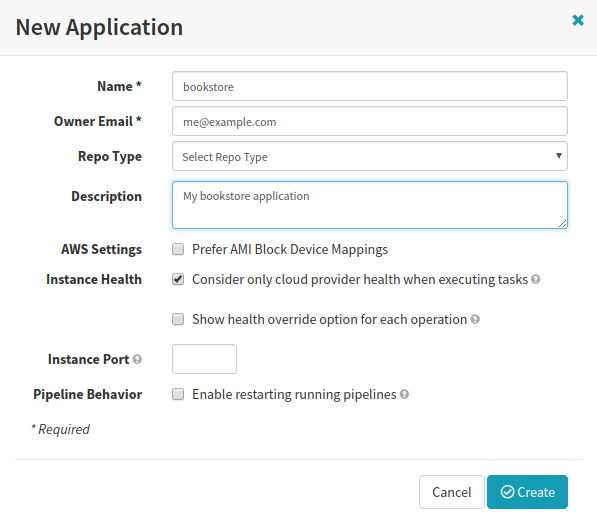 New Application
Name * bookstore
Owner Email * me@example.com
Repo Type Select Repo Type
Description My bookstore application
AWS Settings Prefer AMI Block Device Mappings
Instance Health Consider only cloud provider health when executing tasks ?
Show health override option for each operation ?
Instance Port ?
Pipeline Behavior Enable restarting running pipelines ?
* Required
Cancel Create